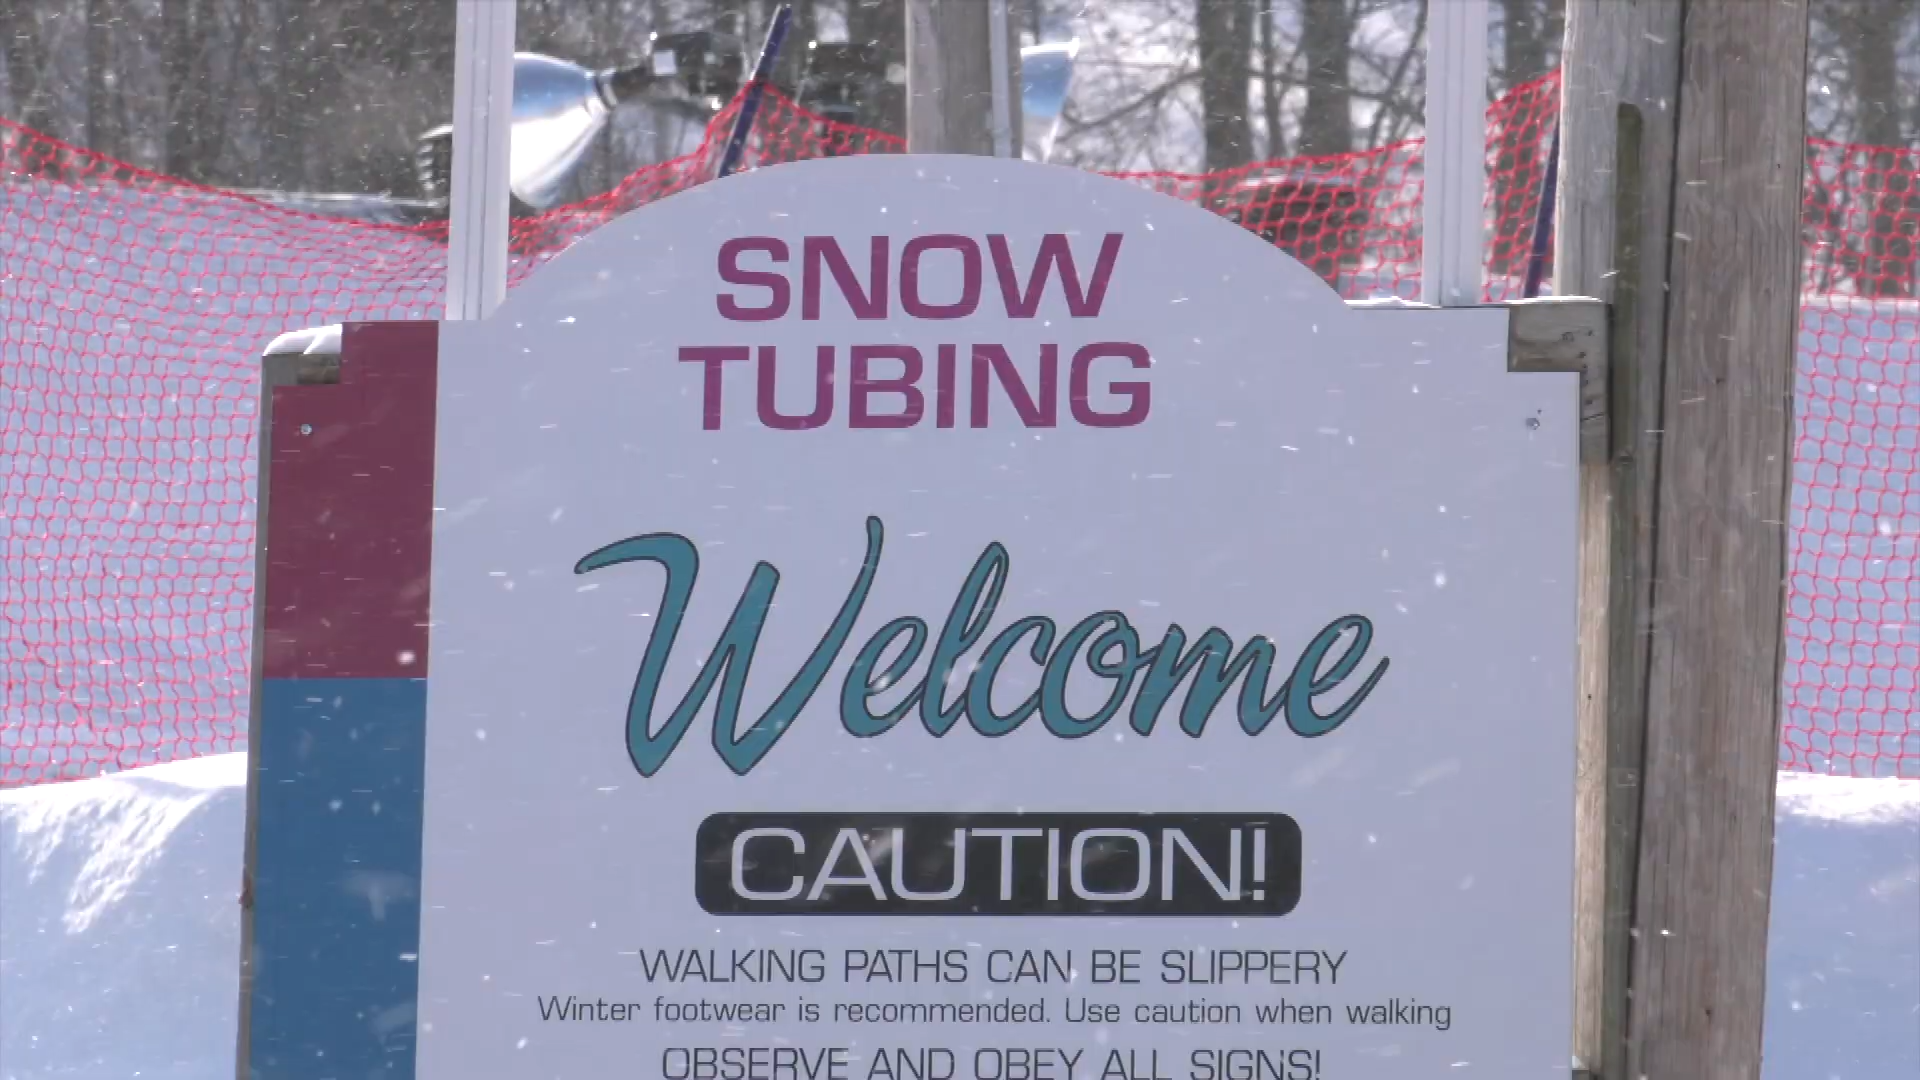 SNOW
TUBING
Welcome
CAUTION!
WALKING PATHS CAN BE SLIPPERY
Winter footwear is recommended. Use caution when walking
OBSERVE AND OBEY ALL SIGNS!